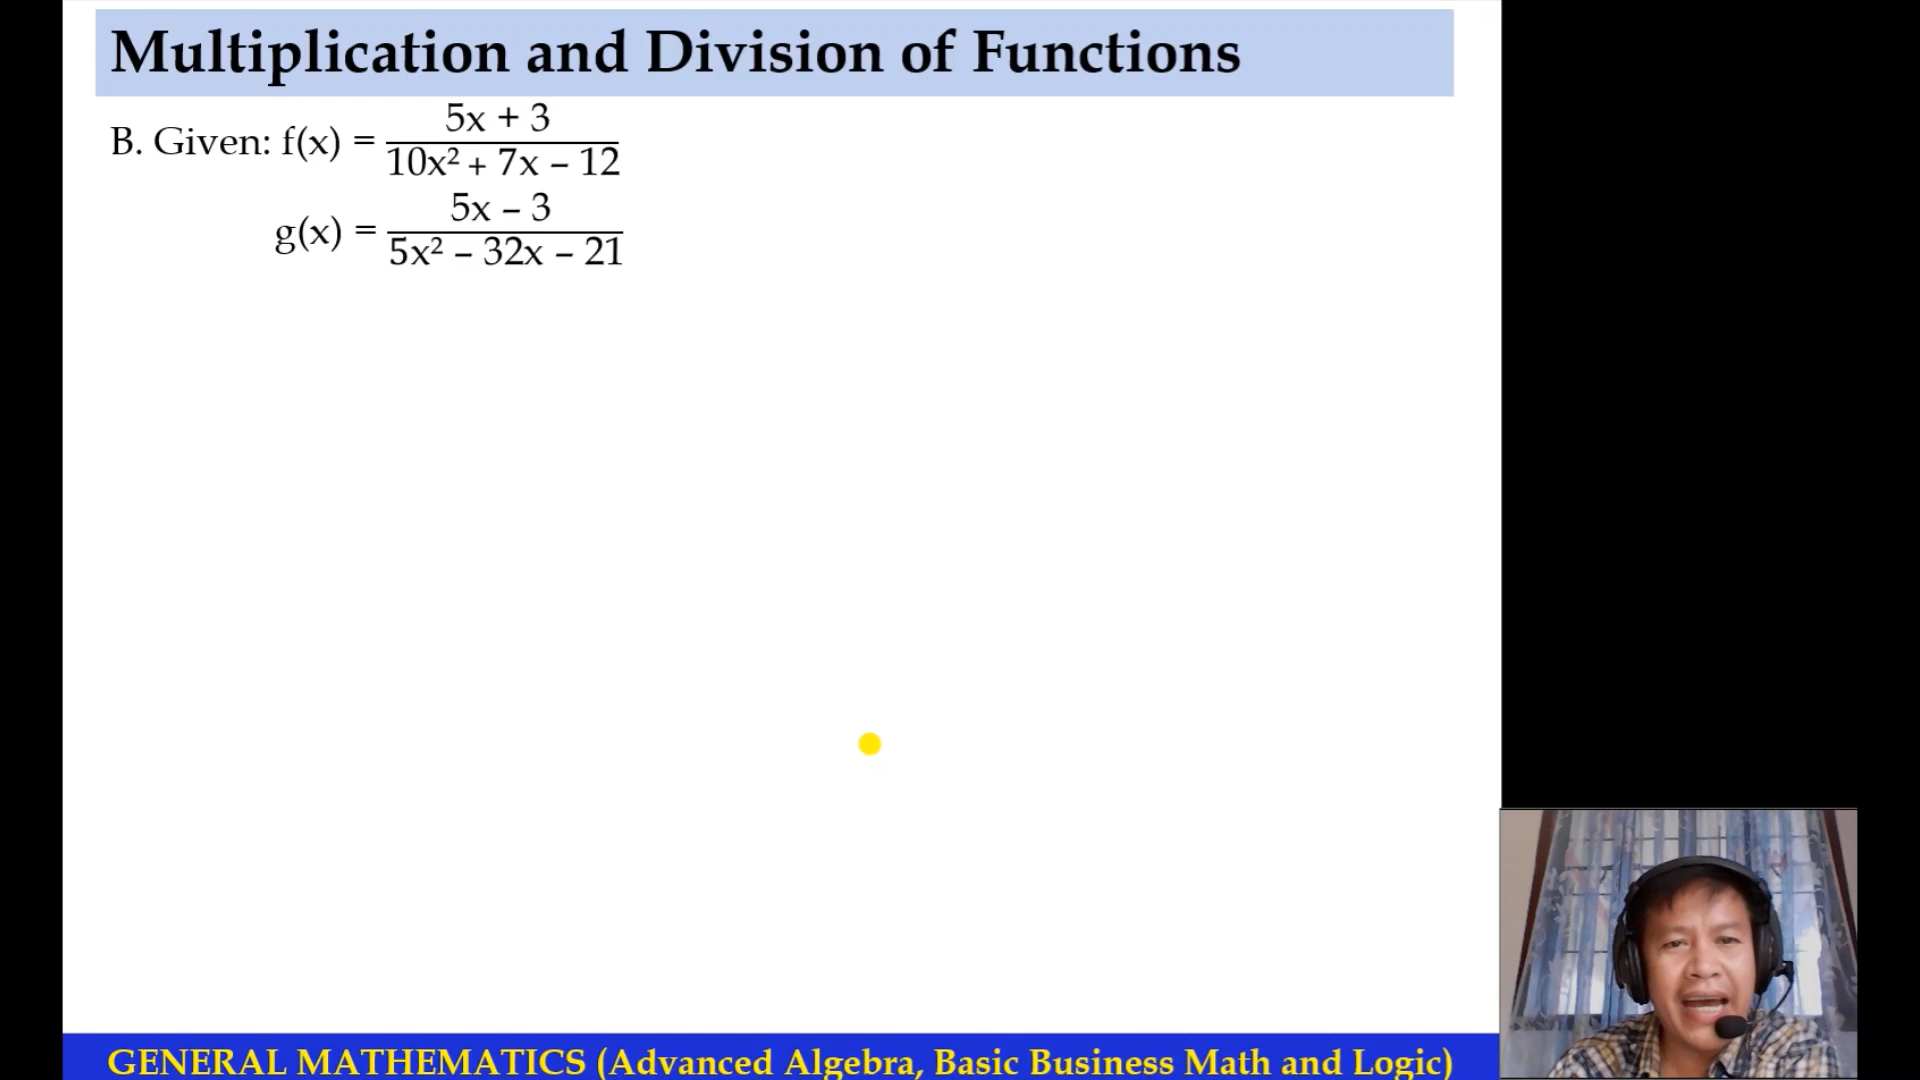 Multiplication and Division of Functions
B. Given: f(x) = 5x + 3
10x² + 7x – 12
g(x) = 5x – 3
5x² – 32x – 21
GENERAL MATHEMATICS (Advanced Algebra, Basic Business Math and Logic)